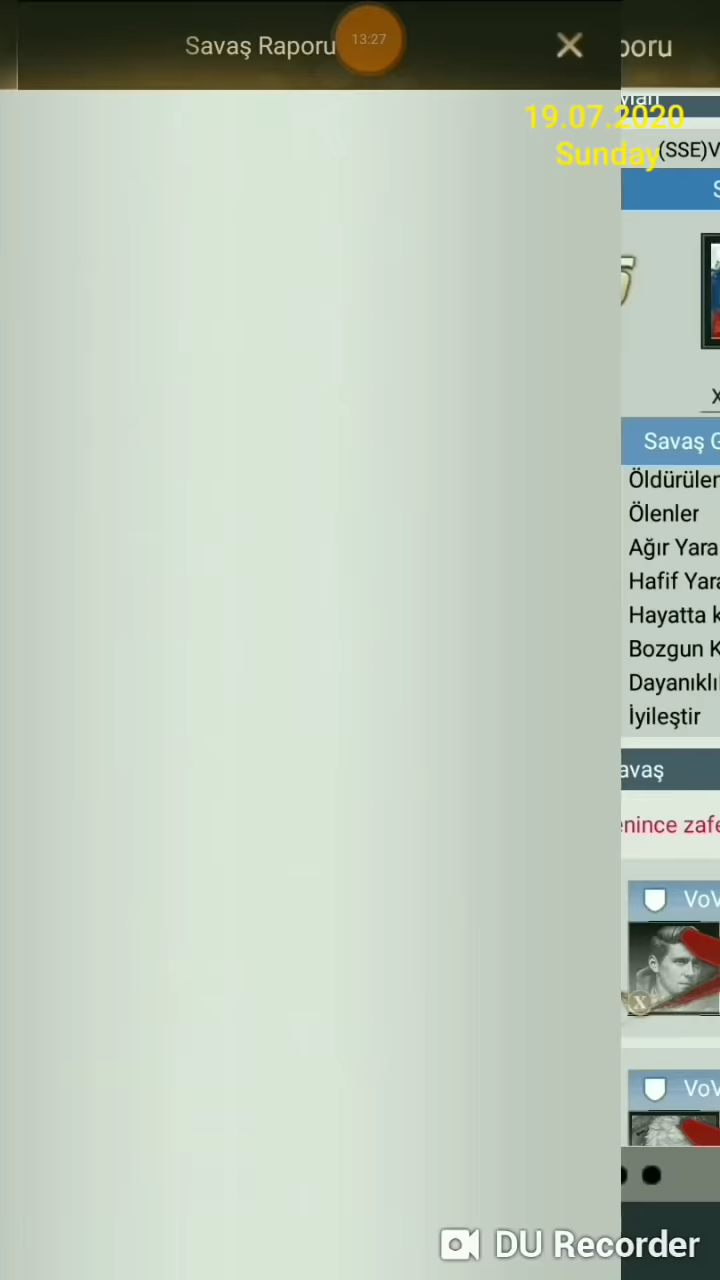 Savaş Raporu
13:27
poru
19.07.2020
Sunday
(SSE)V
S
X
Savaş G
Öldürüler
Ölenler
Ağır Yara
Hafif Yara
Hayatta k
Bozgun K
Dayanıklı
İyileştir
avaş
enince zafe
VoV
X
VoV
DU Recorder